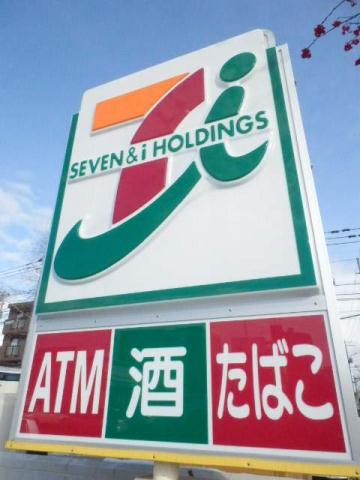 SEVEN & i HOLDINGS
ATM 酒 たばこ